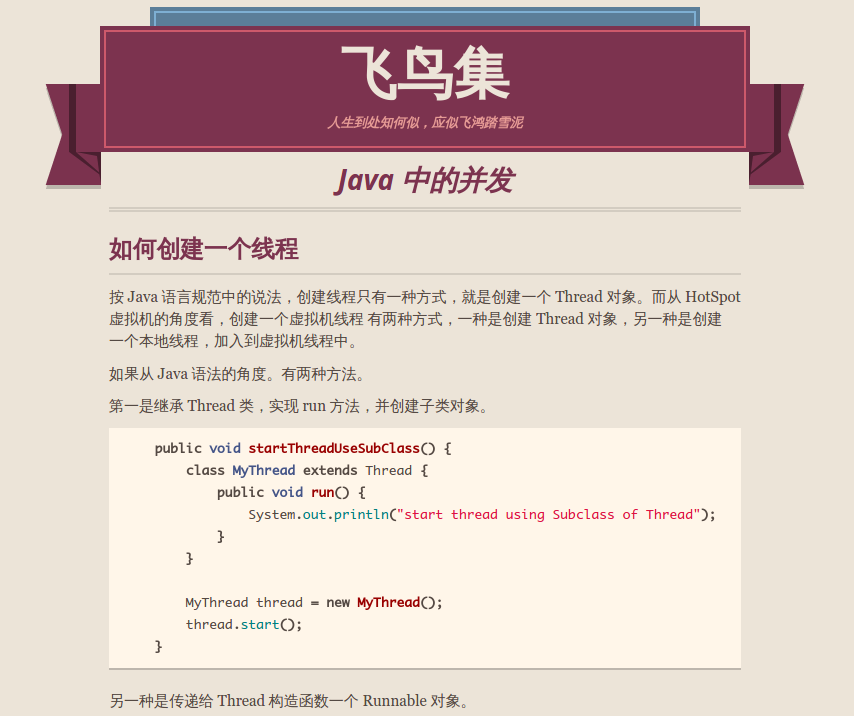 飞鸟集
人生到处知何似，应似飞鸿踏雪泥
Java 中的并发
如何创建一个线程
按 Java 语言规范中的说法，创建线程只有一种方式，就是创建一个 Thread 对象。而从 HotSpot
虚拟机的角度看，创建一个虚拟机线程 有两种方式，一种是创建 Thread 对象，另一种是创建
一个本地线程，加入到虚拟机线程中。
如果从 Java 语法的角度。有两种方法。
第一是继承 Thread 类，实现 run 方法，并创建子类对象。
public void startThreadUseSubClass() {
    class MyThread extends Thread {
        public void run() {
            System.out.println("start thread using Subclass of Thread");
        }
    }

    MyThread thread = new MyThread();
    thread.start();
}
另一种是传递给 Thread 构造函数一个 Runnable 对象。